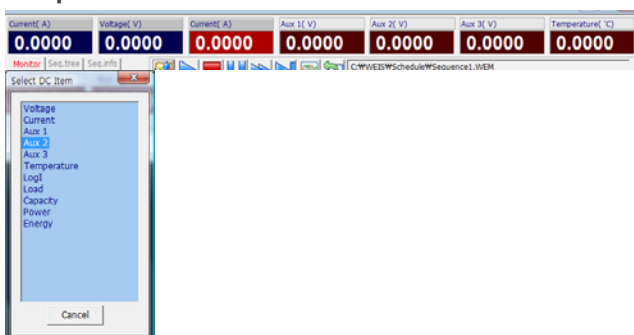 Current( A) Voltage( V) Current( A) Aux 1( V) Aux 2( V) Aux 3( V) Temperature( ˚C)
0.0000 0.0000 0.0000 0.0000 0.0000 0.0000 0.0000
Monitor Seq.tree Seq.info C:₩WEIS₩Schedule₩Sequence1.WEM
Select DC Item
Voltage
Current
Aux 1
Aux 2
Aux 3
Temperature
LogI
Load
Capacity
Power
Energy
Cancel